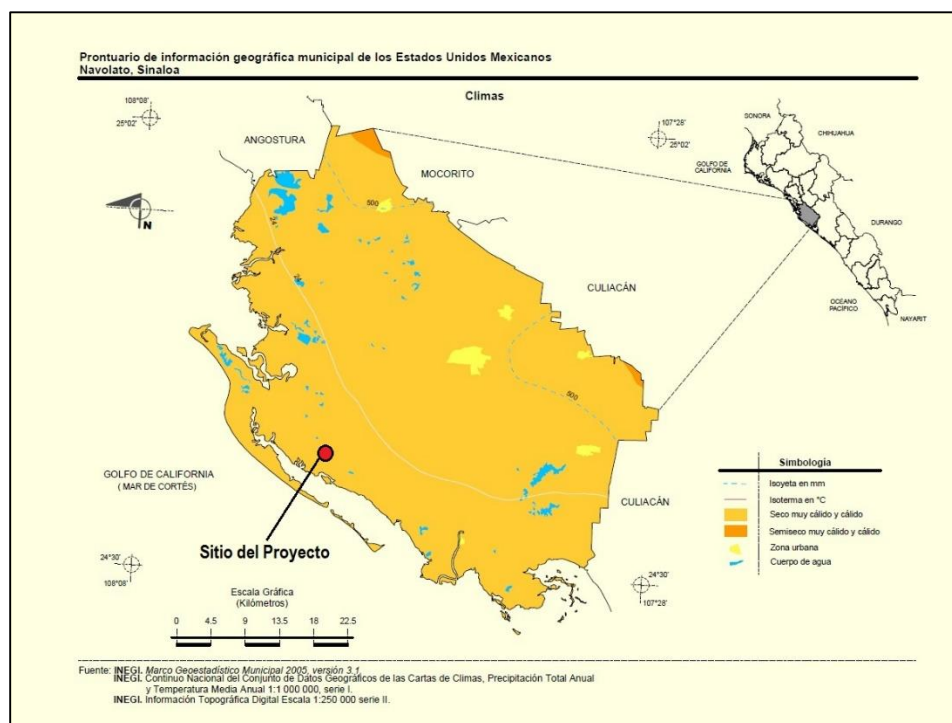 Prontuario de información geográfica municipal de los Estados Unidos Mexicanos
Navolato, Sinaloa
Climas
108°08'
25°02'
107°28'
25°02'
ANGOSTURA
MOCORITO
CULIACÁN
CULIACÁN
500
500
24°
24°
N
SONORA
CHIHUAHUA
GOLFO DE
CALIFORNIA
DURANGO
OCEANO
PACÍFICO
NAYARIT
GOLFO DE CALIFORNIA
( MAR DE CORTÉS)
Sitio del Proyecto
24°30'
108°08'
24°30'
107°28'
Escala Gráfica
(Kilómetros)
0 4.5 9 13.5 18 22.5
Simbología
Isoyeta en mm
Isoterma en °C
Seco muy cálido y cálido
Semiseco muy cálido y cálido
Zona urbana
Cuerpo de agua
Fuente: INEGI. Marco Geoestadístico Municipal 2005, versión 3.1.
INEGI. Continuo Nacional del Conjunto de Datos Geográficos de las Cartas de Climas, Precipitación Total Anual
y Temperatura Media Anual 1:1 000 000, serie I.
INEGI. Información Topográfica Digital Escala 1:250 000 serie II.